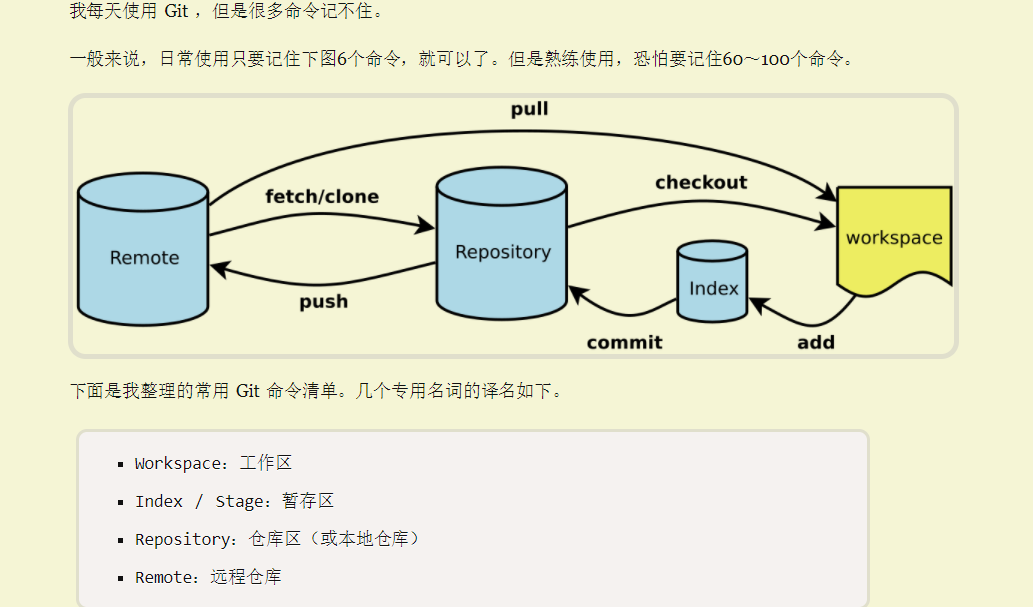 我每天使用 Git ，但是很多命令记不住。
一般来说，日常使用只要记住下图6个命令，就可以了。但是熟练使用，恐怕要记住60～100个命令。
pull
fetch/clone
checkout
Remote
Repository
workspace
Index
push
commit
add
下面是我整理的常用 Git 命令清单。几个专用名词的译名如下。
▪ Workspace：工作区
▪ Index / Stage：暂存区
▪ Repository：仓库区（或本地仓库）
▪ Remote：远程仓库